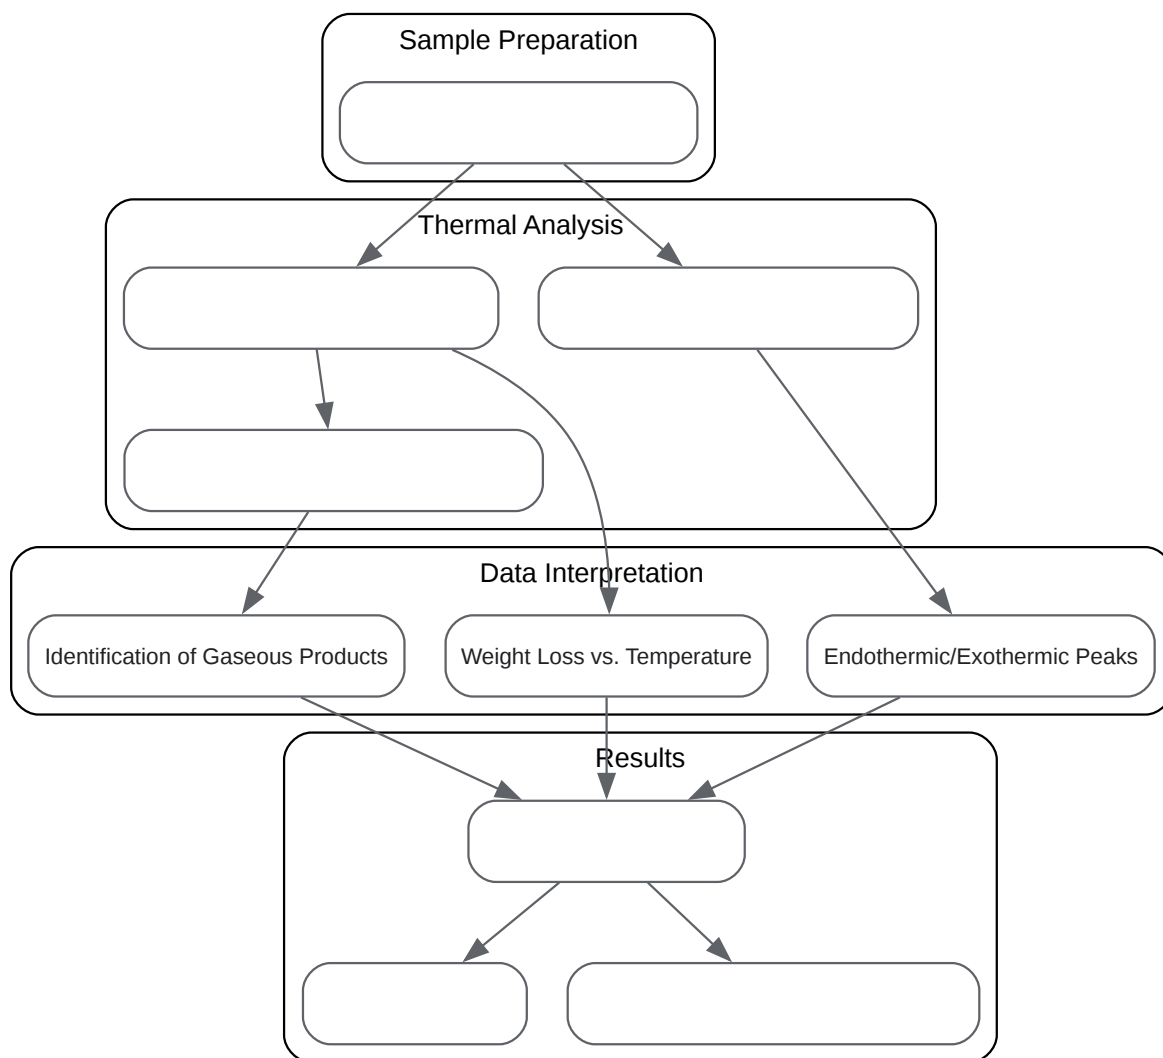 Sample Preparation
Thermal Analysis
Data Interpretation
Identification of Gaseous Products
Weight Loss vs. Temperature
Endothermic/Exothermic Peaks
Results